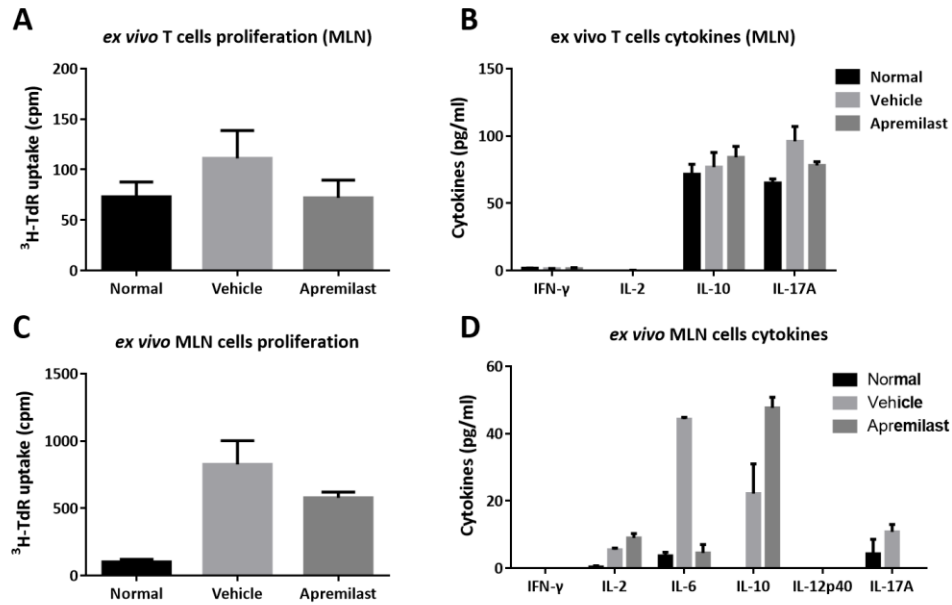 A
ex vivo T cells proliferation (MLN)
³H-TdR uptake (cpm)
200
150
100
50
0
Normal Vehicle Apremilast
B
ex vivo T cells cytokines (MLN)
Cytokines (pg/ml)
150
100
50
0
IFN-γ IL-2 IL-10 IL-17A
Normal
Vehicle
Apremilast
C
ex vivo MLN cells proliferation
³H-TdR uptake (cpm)
1500
1000
500
0
Normal Vehicle Apremilast
D
ex vivo MLN cells cytokines
Cytokines (pg/ml)
60
40
20
0
IFN-γ IL-2 IL-6 IL-10 IL-12p40 IL-17A
Normal
Vehicle
Apremilast